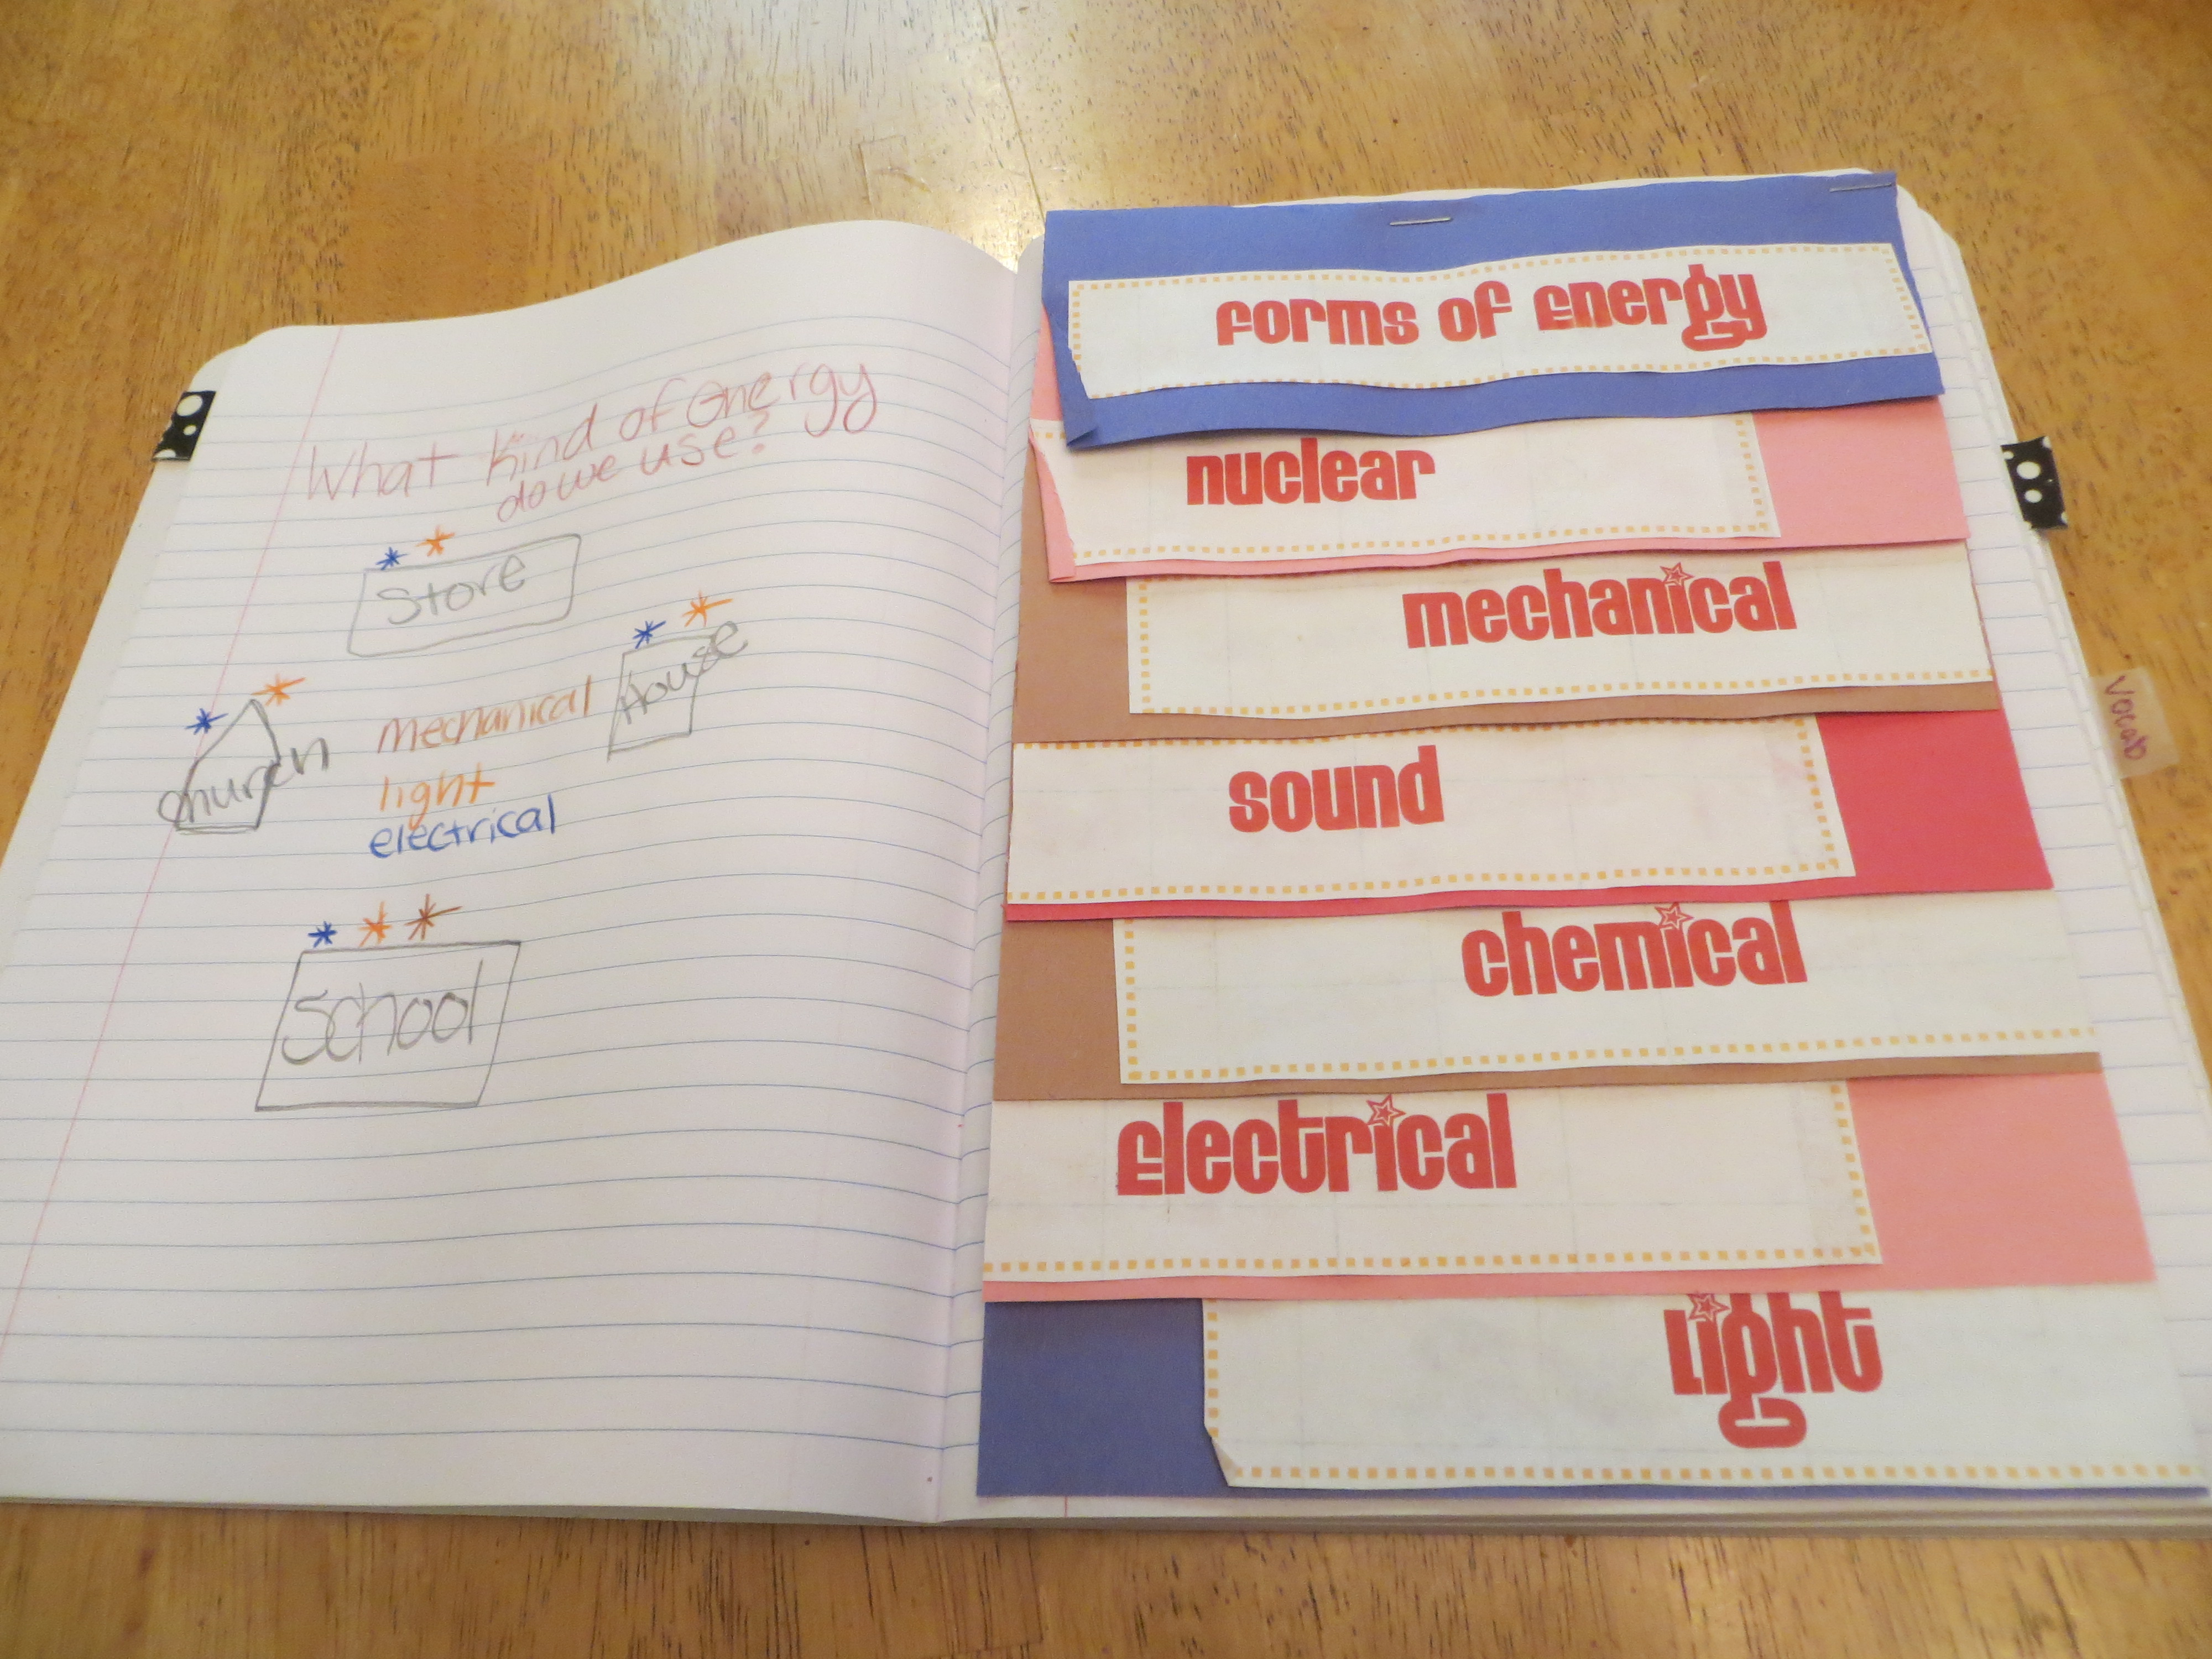 What Kind of Energy
do we use?
Store
House
Church
mechanical
light
electrical
School
forms of Energy
nuclear
mechanical
sound
chemical
Electrical
Light
Vocab